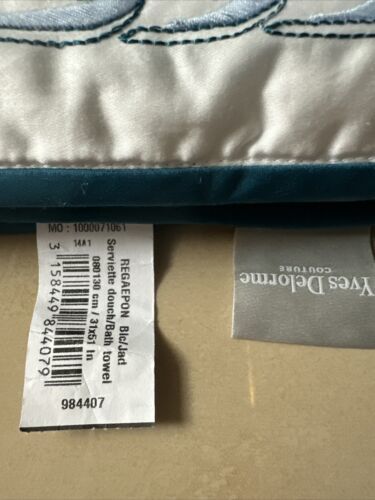 MO : 1000071061
14A1
REGAEPON Blc/Jad
Serviette douch/Bath towel
080130 cm / 31x51 In
3 158449 844079
984407
Yves Delorme
COUTURE